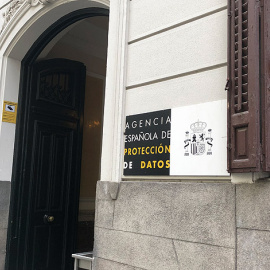 AGENCIA
ESPAÑOLA DE
PROTECCIÓN
DE DATOS